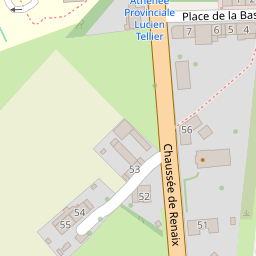 Athénée
Provinciale
Lucien
Tellier
Place de la Bas
7
6
5
4
56
Chaussée de Renaix
53
52
54
55
51